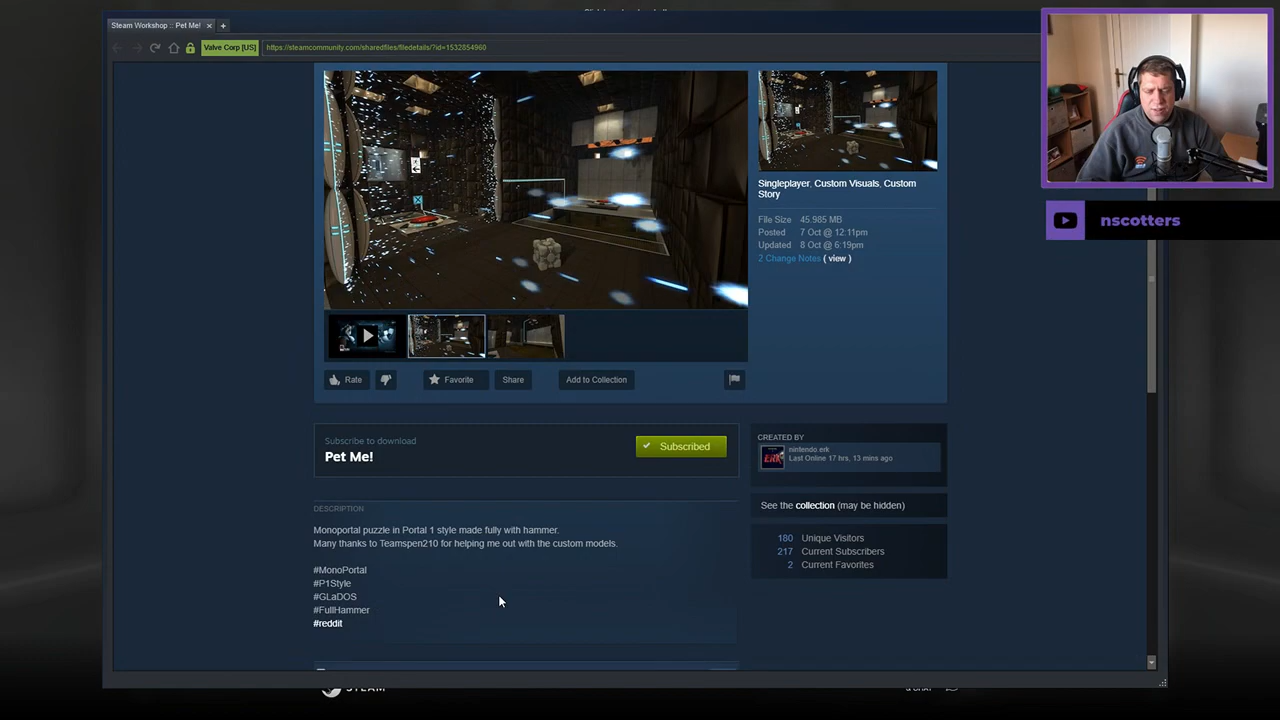 Steam Workshop :: Pet Me!
Valve Corp [US]
https://steamcommunity.com/sharedfiles/filedetails/?id=1532854960
nscotters
Singleplayer, Custom Visuals, Custom
Story
File Size 45.985 MB
Posted 7 Oct @ 12:11pm
Updated 8 Oct @ 6:19pm
2 Change Notes ( view )
Rate
Favorite
Share
Add to Collection
Subscribe to download
Pet Me!
Subscribed
CREATED BY
nintendo erk
Last Online 17 hrs, 13 mins ago
See the collection (may be hidden)
180 Unique Visitors
217 Current Subscribers
2 Current Favorites
DESCRIPTION
Monoportal puzzle in Portal 1 style made fully with hammer.
Many thanks to Teamspen210 for helping me out with the custom models.
#MonoPortal
#P1Style
#GLaDOS
#FullHammer
#reddit
STEAM
& CHAT